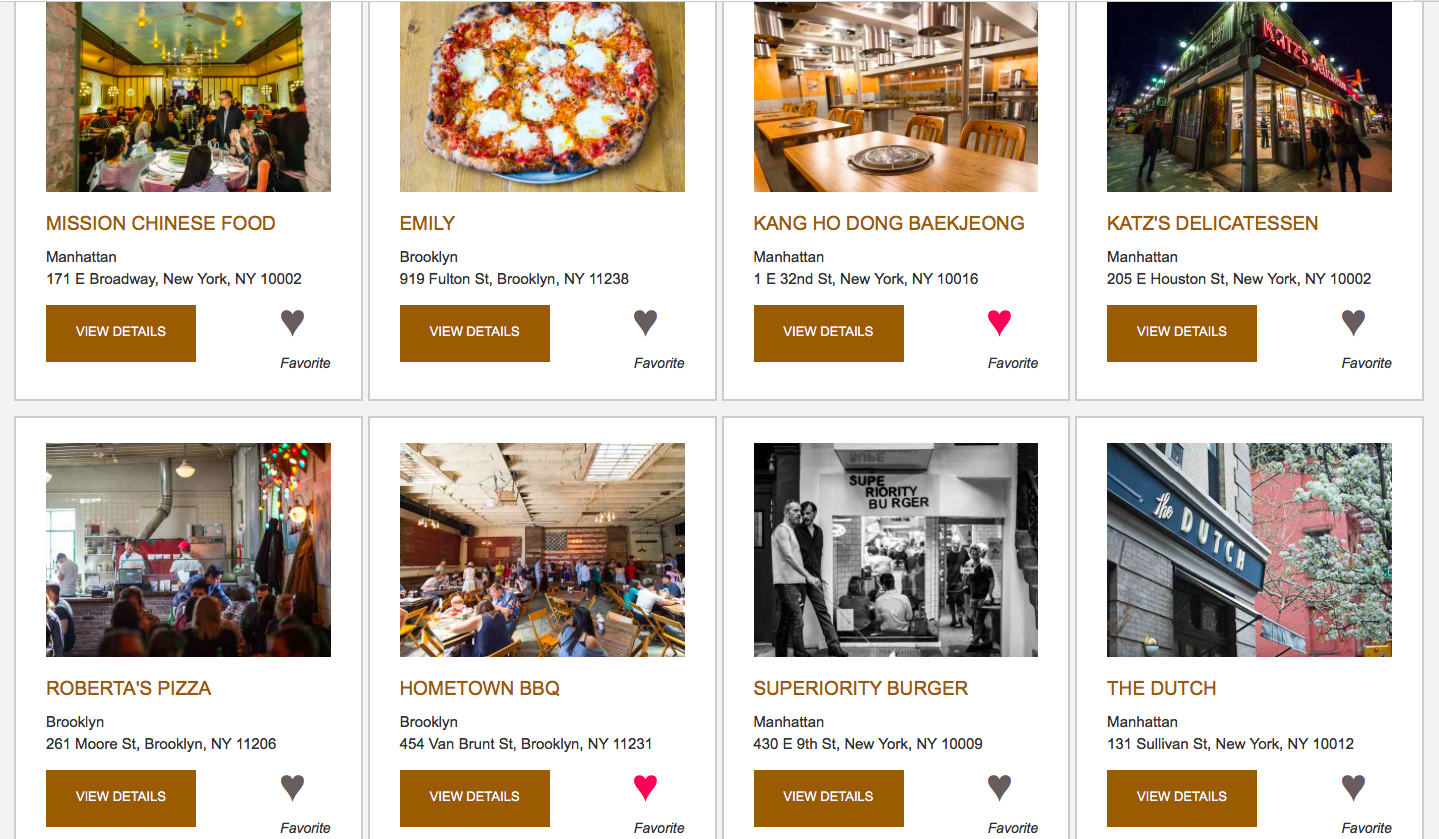 KATZ'S DELICATESSEN
MISSION CHINESE FOOD
Manhattan
171 E Broadway, New York, NY 10002
VIEW DETAILS
Favorite
EMILY
Brooklyn
919 Fulton St, Brooklyn, NY 11238
VIEW DETAILS
Favorite
KANG HO DONG BAEKJEONG
Manhattan
1 E 32nd St, New York, NY 10016
VIEW DETAILS
Favorite
KATZ'S DELICATESSEN
Manhattan
205 E Houston St, New York, NY 10002
VIEW DETAILS
Favorite
ROBERTA'S PIZZA
Brooklyn
261 Moore St, Brooklyn, NY 11206
VIEW DETAILS
Favorite
HOMETOWN BBQ
Brooklyn
454 Van Brunt St, Brooklyn, NY 11231
VIEW DETAILS
Favorite
SUPE
RIORITY
BURGER
SUPERIORITY BURGER
Manhattan
430 E 9th St, New York, NY 10009
VIEW DETAILS
Favorite
the DUTCH
THE DUTCH
Manhattan
131 Sullivan St, New York, NY 10012
VIEW DETAILS
Favorite